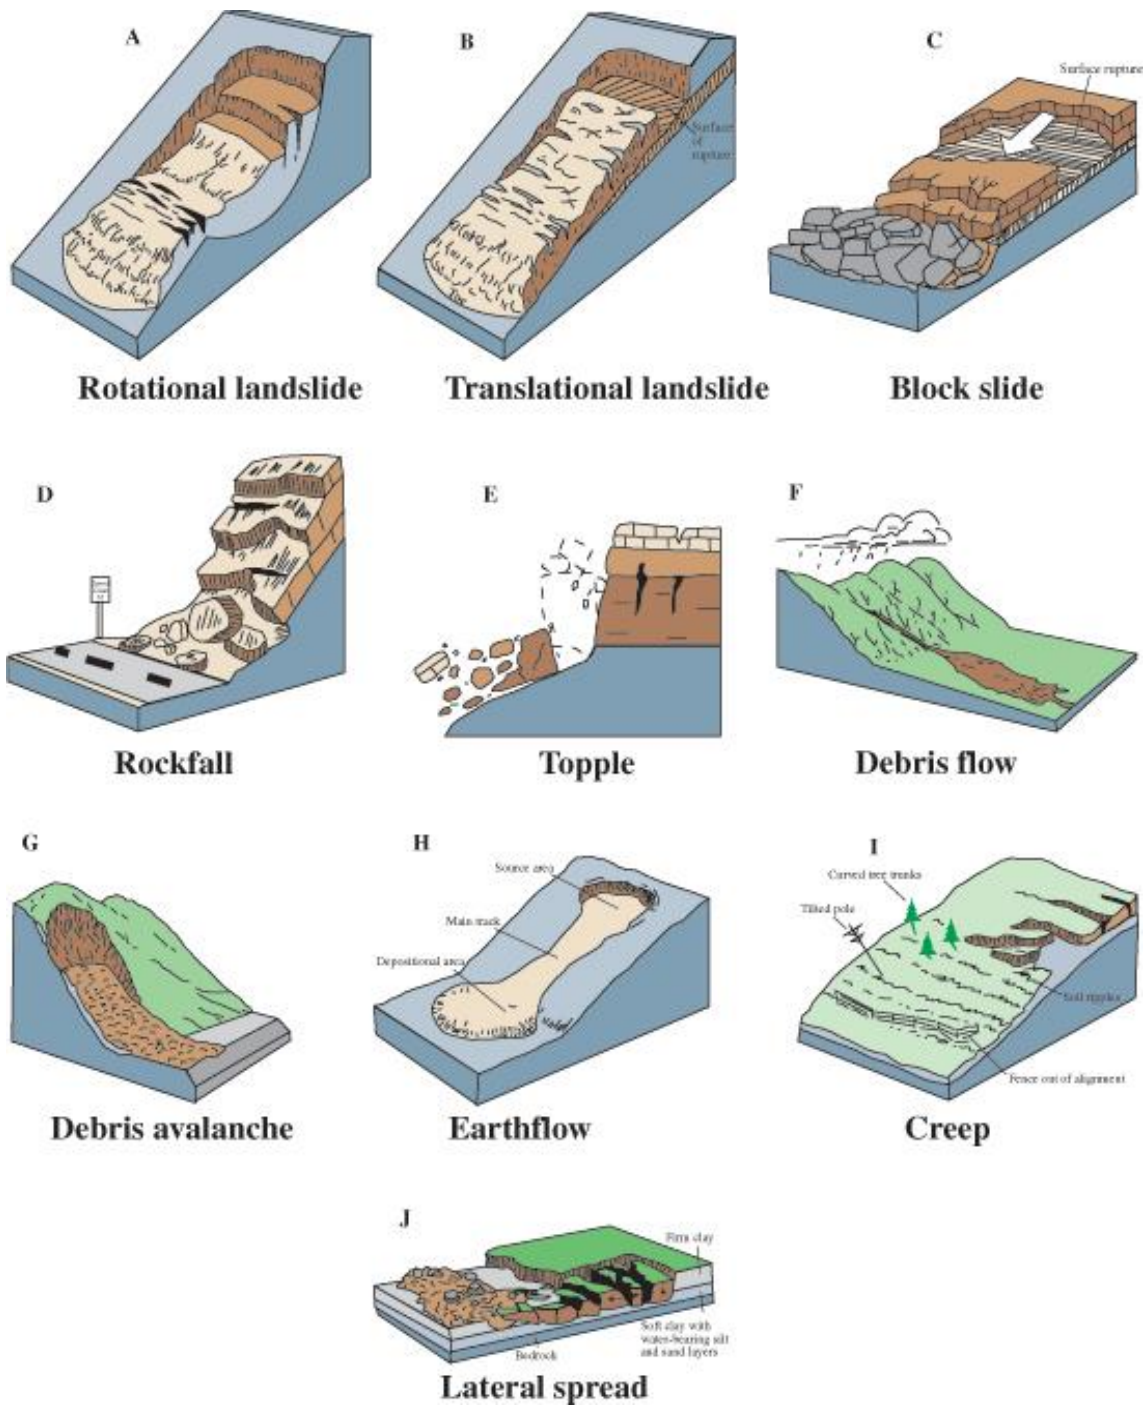 A
B
C
Surface rupture
Surface
of
rupture
Rotational landslide
Translational landslide
Block slide
D
E
F
Rockfall
Topple
Debris flow
G
H
I
Source area
Main track
Depositional area
Curved tree trunks
Tilted pole
Soil ripples
Fence out of alignment
Debris avalanche
Earthflow
Creep
J
Firm clay
Soft clay with
water-bearing silt
and sand layers
Bedrock
Lateral spread